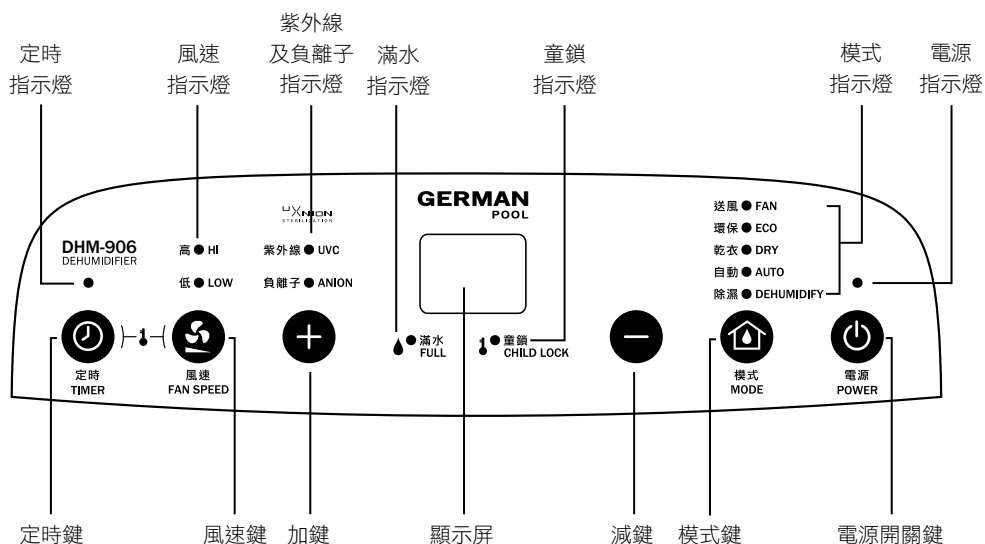 定時
指示燈
風速
指示燈
紫外線
及負離子
指示燈
滿水
指示燈
童鎖
指示燈
模式
指示燈
電源
指示燈
UXNION
STERILIZATION
GERMAN
POOL
DHM-906
DEHUMIDIFIER
高 HI
低 LOW
紫外線 UVC
負離子 ANION
送風 FAN
環保 ECO
乾衣 DRY
自動 AUTO
除濕 DEHUMIDIFY
滿水
FULL
童鎖
CHILD LOCK
定時
TIMER
風速
FAN SPEED
模式
MODE
電源
POWER
定時鍵
風速鍵
加鍵
顯示屏
減鍵
模式鍵
電源開關鍵